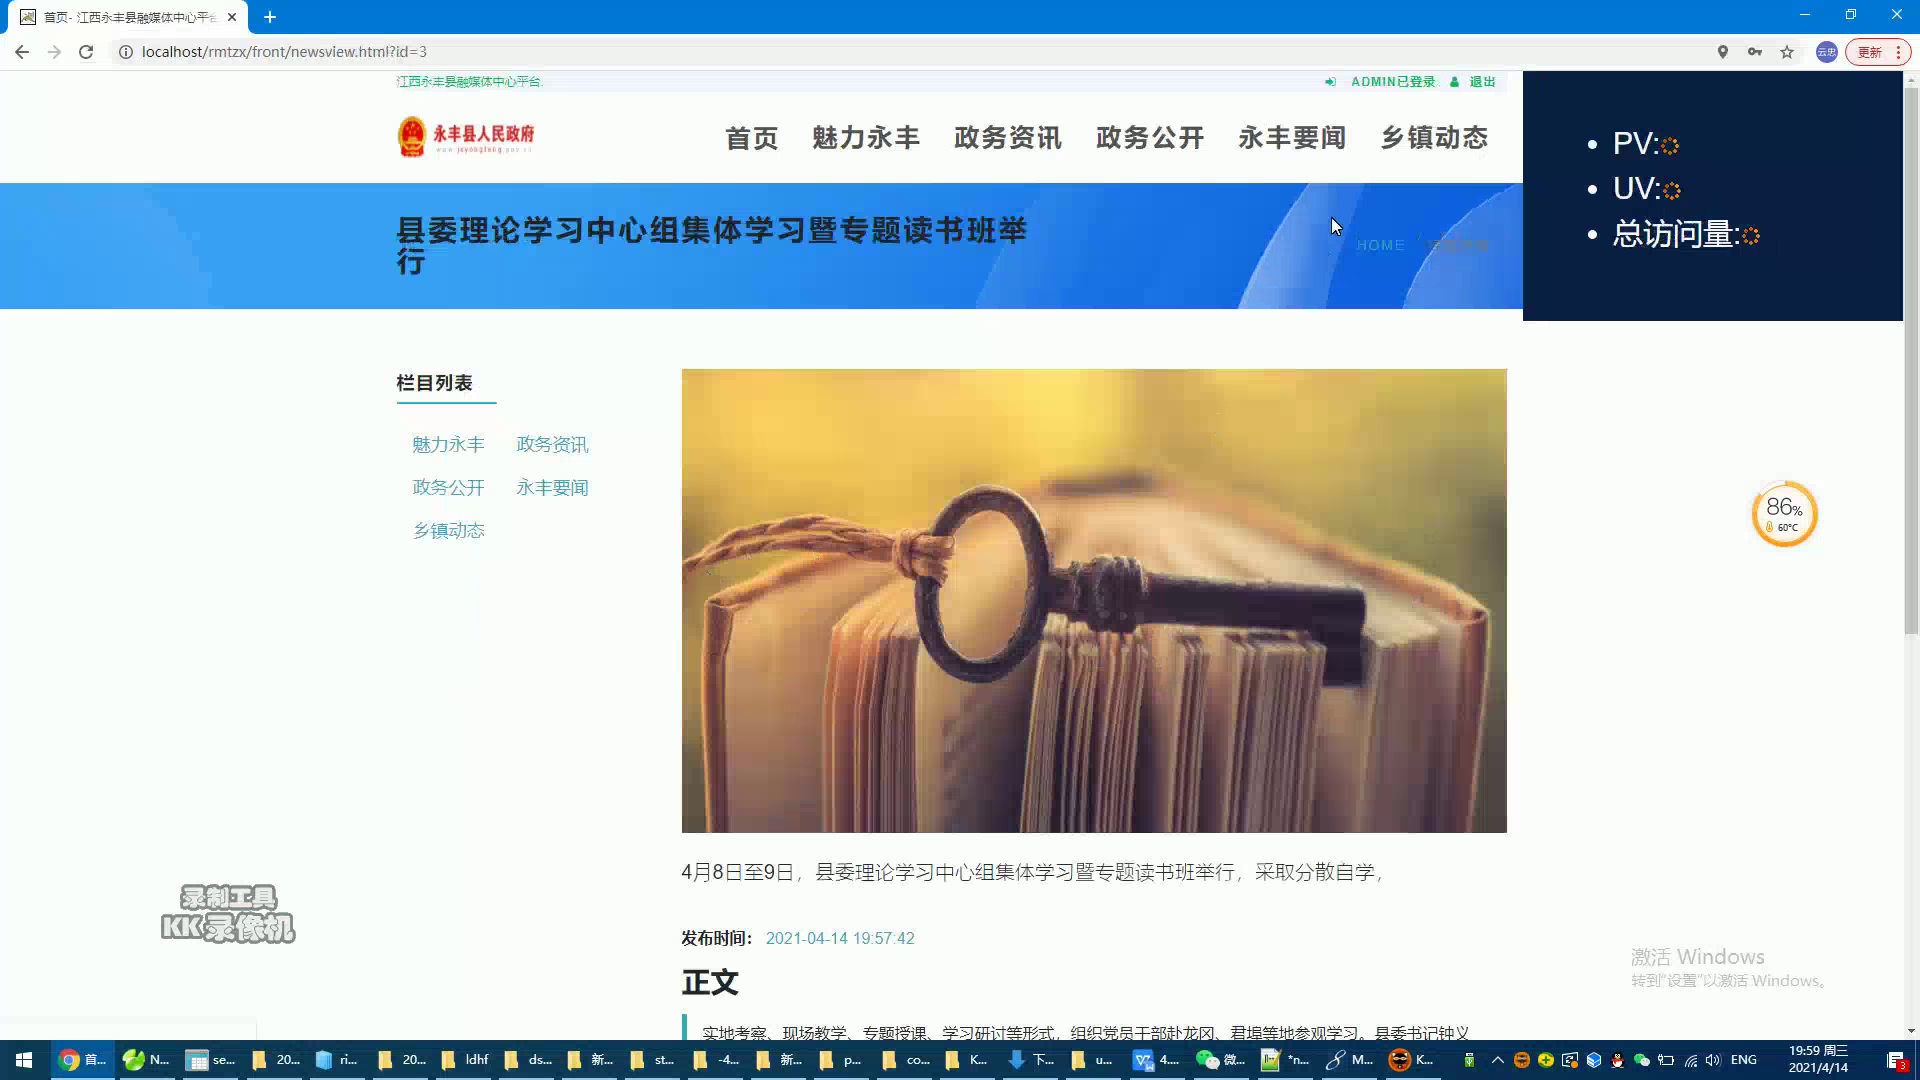 首页- 江西永丰县融媒体中心平台
localhost/rmtzx/front/newsview.html?id=3
云忠
更新
江西永丰县融媒体中心平台.
ADMIN已登录
退出
永丰县人民政府
首页
魅力永丰
政务资讯
政务公开
永丰要闻
乡镇动态
PV:
UV:
总访问量:
县委理论学习中心组集体学习暨专题读书班举
行
HOME
栏目列表
魅力永丰
政务资讯
政务公开
永丰要闻
乡镇动态
86%
60°C
4月8日至9日，县委理论学习中心组集体学习暨专题读书班举行，采取分散自学，
录制工具
KK录像机
发布时间： 2021-04-14 19:57:42
激活 Windows
转到"设置"以激活 Windows。
正文
实地考察、现场教学、专题授课、学习研讨等形式，组织党员干部赴龙冈、君埠等地参观学习。县委书记钟义
首...
N...
se...
20...
ri...
20...
ldhf
ds...
新...
st...
-4...
新...
p...
co...
K...
下...
u...
4....
微...
*n...
M...
K...
ENG
19:59 周三
2021/4/14
3